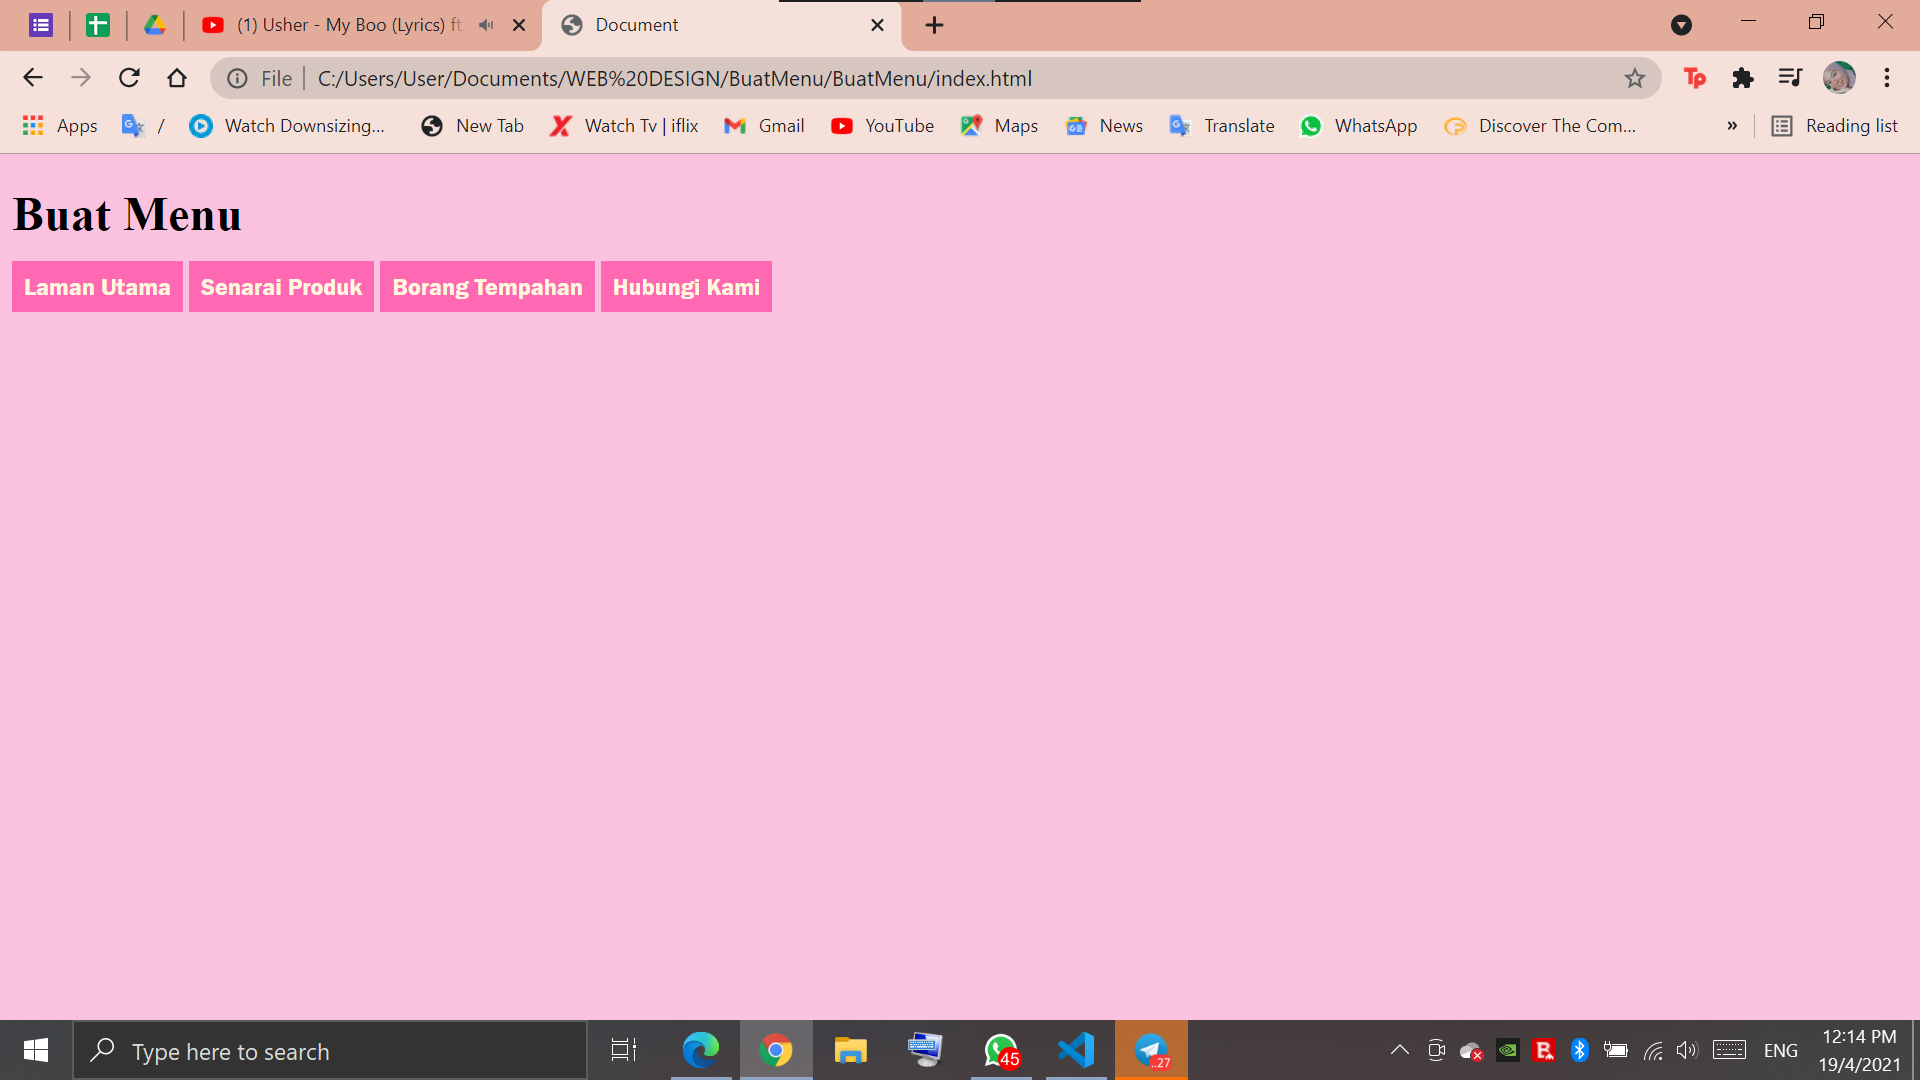 (1) Usher - My Boo (Lyrics) ft.
Document
File
C:/Users/User/Documents/WEB%20DESIGN/BuatMenu/BuatMenu/index.html
Tp
Apps
/
Watch Downsizing...
New Tab
Watch Tv | iflix
Gmail
YouTube
Maps
News
Translate
WhatsApp
Discover The Com...
»
Reading list
Buat Menu
Laman Utama
Senarai Produk
Borang Tempahan
Hubungi Kami
Type here to search
45
..27
ENG
12:14 PM
19/4/2021